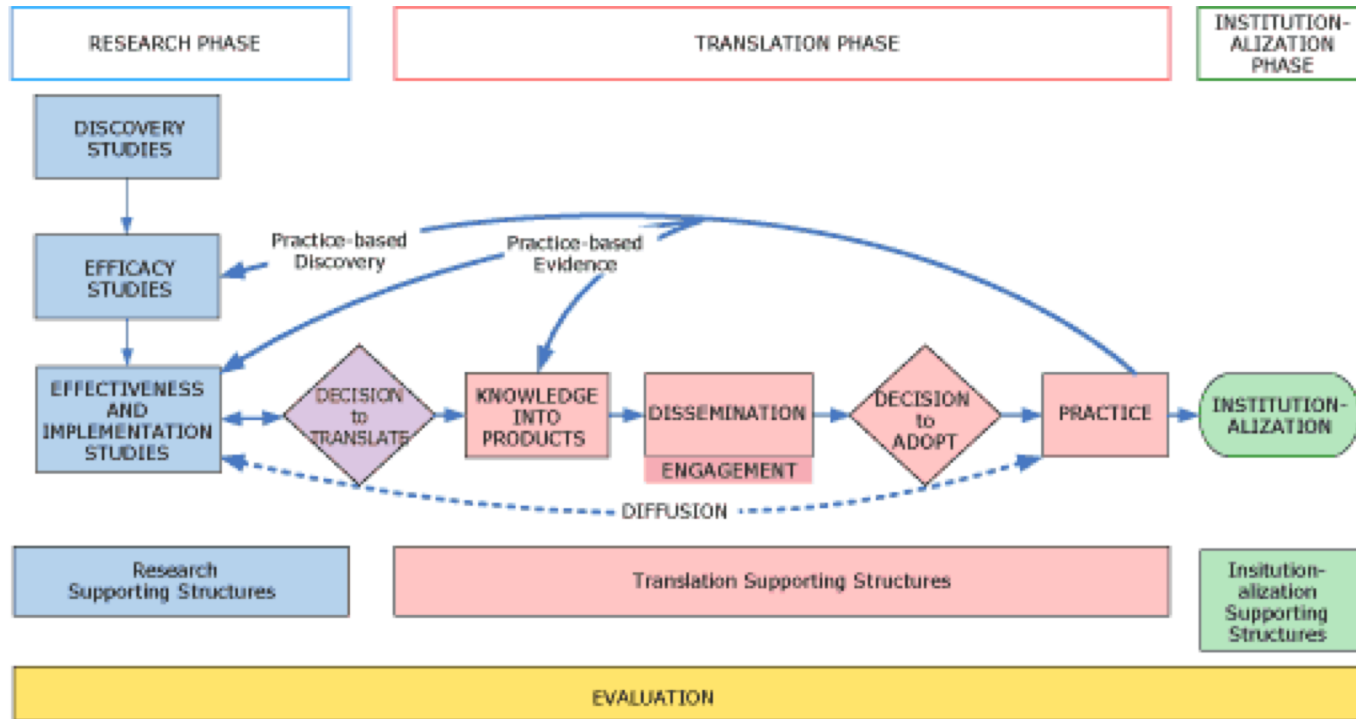 RESEARCH PHASE
TRANSLATION PHASE
INSTITUTION-
ALIZATION
PHASE
DISCOVERY
STUDIES
EFFICACY
STUDIES
Practice-based
Discovery
Practice-based
Evidence
EFFECTIVENESS
AND
IMPLEMENTATION
STUDIES
DECISION
to
TRANSLATE
KNOWLEDGE
INTO
PRODUCTS
DISSEMINATION
ENGAGEMENT
DECISION
to
ADOPT
PRACTICE
INSTITUTION-
ALIZATION
DIFFUSION
Research
Supporting Structures
Translation Supporting Structures
Insitution-
alization
Supporting
Structures
EVALUATION